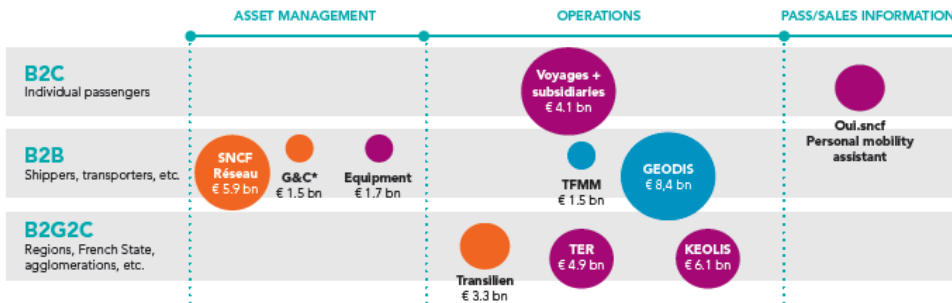 ASSET MANAGEMENT
OPERATIONS
PASS/SALES INFORMATION
B2C
Individual passengers
Voyages +
subsidiaries
€ 4.1 bn
Oui.sncf
Personal mobility
assistant
B2B
Shippers, transporters, etc.
SNCF
Réseau
€ 5.9 bn
G&C*
€ 1.5 bn
Equipment
€ 1.7 bn
TFMM
€ 1.5 bn
GEODIS
€ 8,4 bn
B2G2C
Regions, French State,
agglomerations, etc.
Transilien
€ 3.3 bn
TER
€ 4.9 bn
KEOLIS
€ 6.1 bn